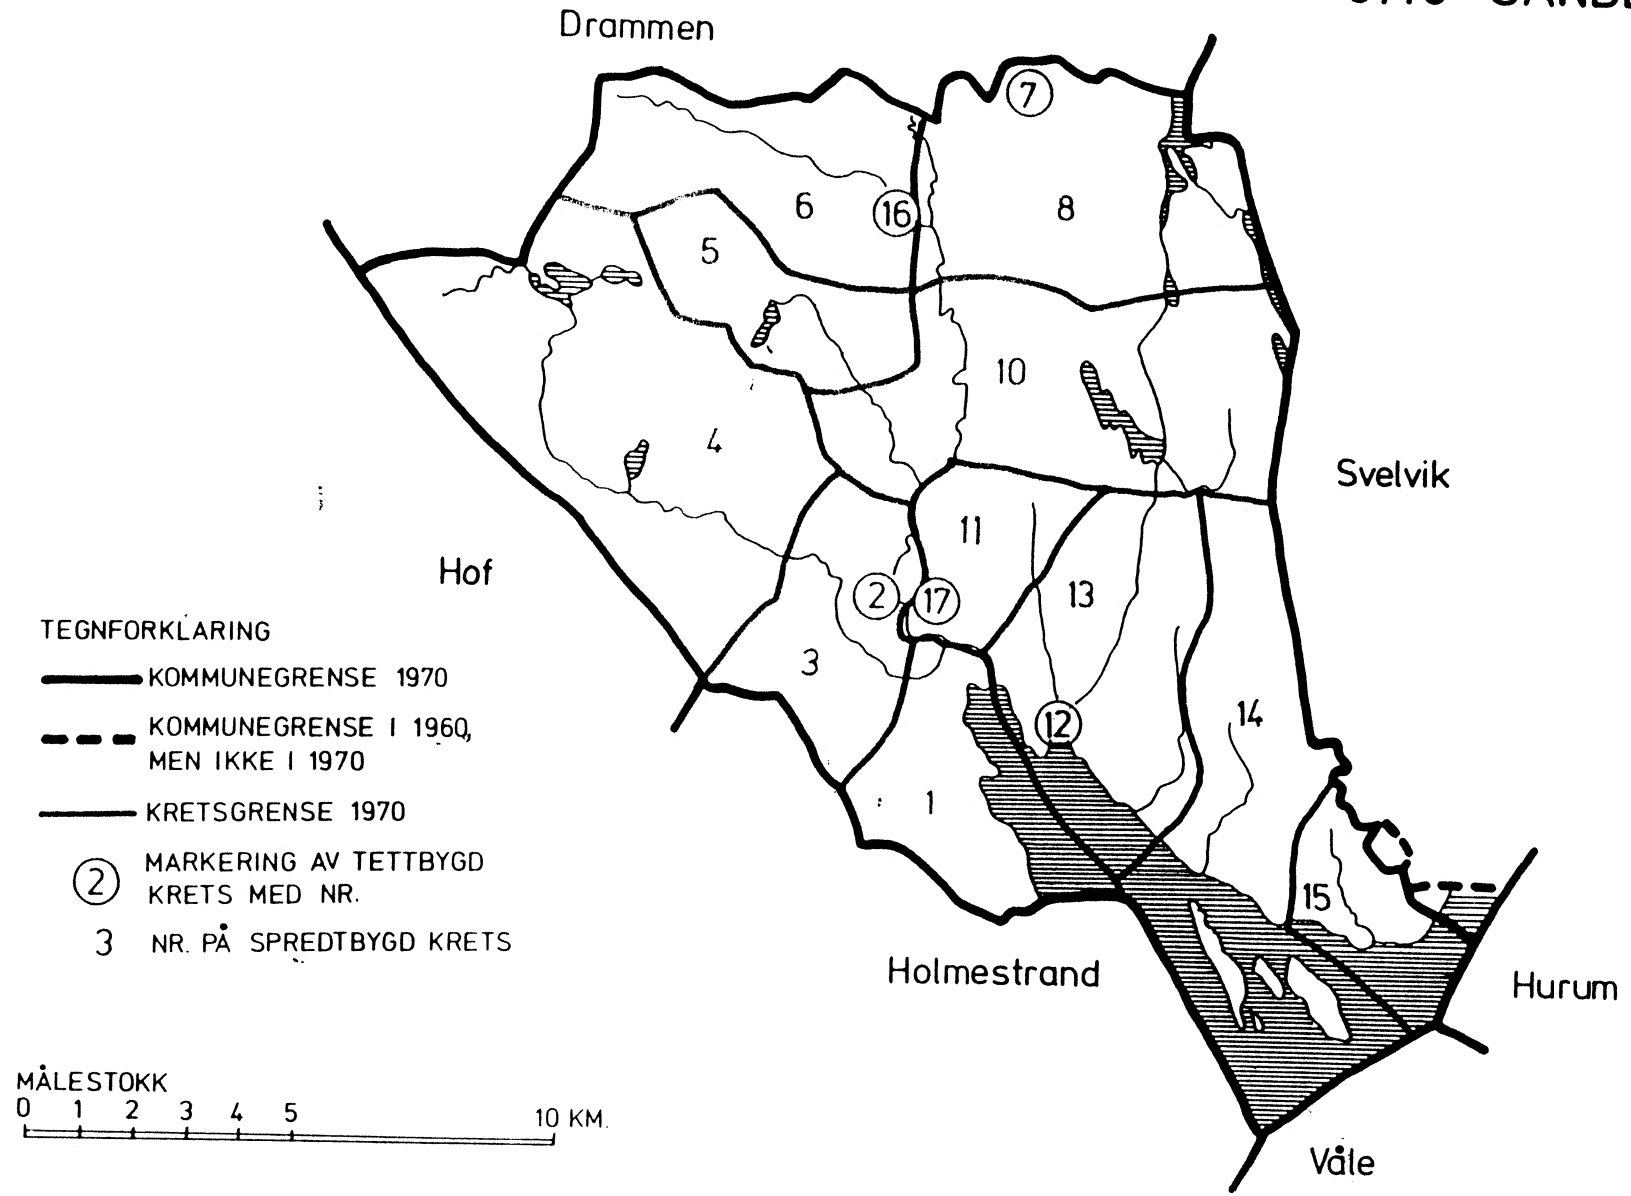 Drammen
7
6
16
8
5
10
4
Svelvik
11
Hof
2
17
13
TEGNFORKLARING
3
KOMMUNEGRENSE 1970
12
14
KOMMUNEGRENSE I 1960,
MEN IKKE I 1970
1
KRETSGRENSE 1970
2
MARKERING AV TETTBYGD
KRETS MED NR.
15
3 NR. PÅ SPREDTBYGD KRETS
Holmestrand
Hurum
MÅLESTOKK
0 1 2 3 4 5 10 KM.
Våle